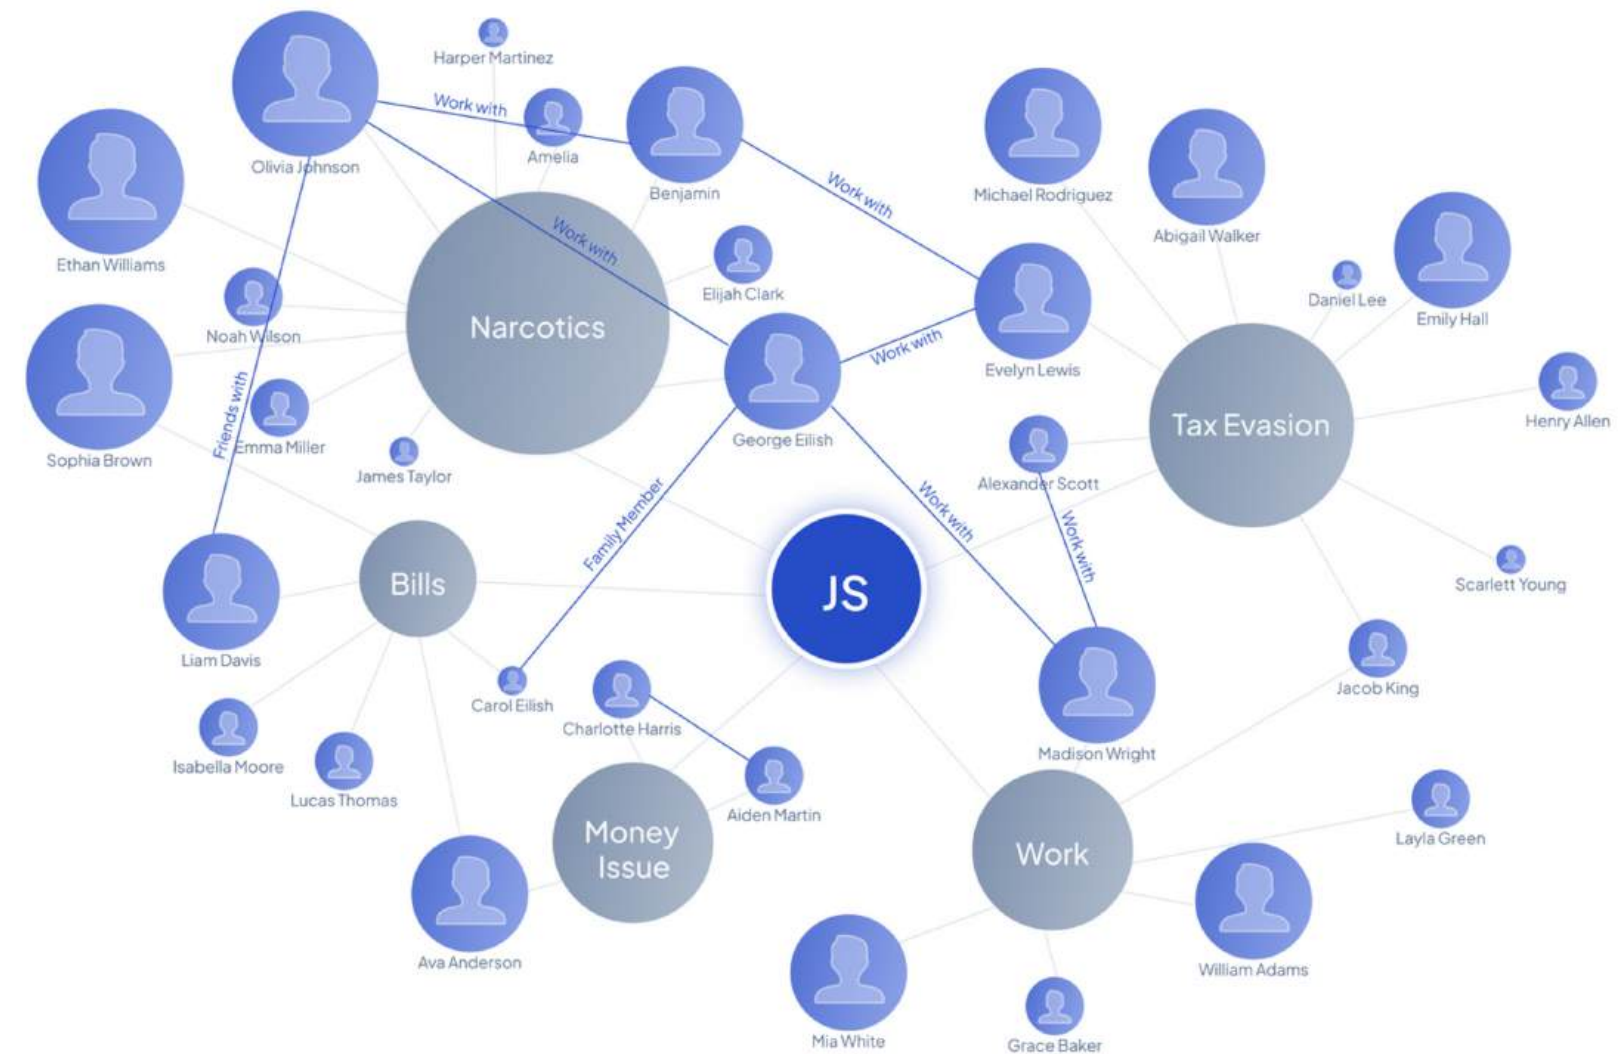 Harper Martinez
Work with
Olivia Johnson
Amelia
Benjamin
Work with
Michael Rodriguez
Abigail Walker
Ethan Williams
Work with
Elijah Clark
Daniel Lee
Emily Hall
Noah Wilson
Narcotics
Work with
Evelyn Lewis
Friends with
Emma Miller
Sophia Brown
James Taylor
George Eilish
Tax Evasion
Henry Allen
Alexander Scott
Family Member
Work with
Work with
Bills
JS
Scarlett Young
Liam Davis
Carol Eilish
Charlotte Harris
Jacob King
Isabella Moore
Lucas Thomas
Madison Wright
Aiden Martin
Money
Issue
Work
Layla Green
Ava Anderson
William Adams
Mia White
Grace Baker